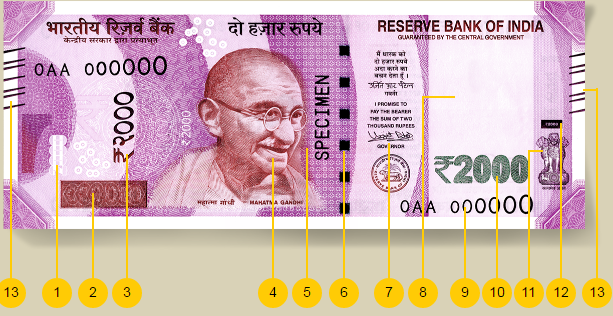 भारतीय रिज़र्व बैंक
केन्द्रीय सरकार द्वारा प्रत्याभूत
दो हज़ार रुपये
RESERVE BANK OF INDIA
GUARANTEED BY THE CENTRAL GOVERNMENT
0AA 000000
₹२०००
₹2000
SPECIMEN
मैं धारक को
दो हज़ार रुपये
अदा करने का
वचन देता हूँ ।
गवर्नर
I PROMISE TO
PAY THE BEARER
THE SUM OF TWO
THOUSAND RUPEES
GOVERNOR
₹2000
0AA 000000
महात्मा गांधी
MAHATMA GANDHI
13
1
2
3
4
5
6
7
8
9
10
11
12
13